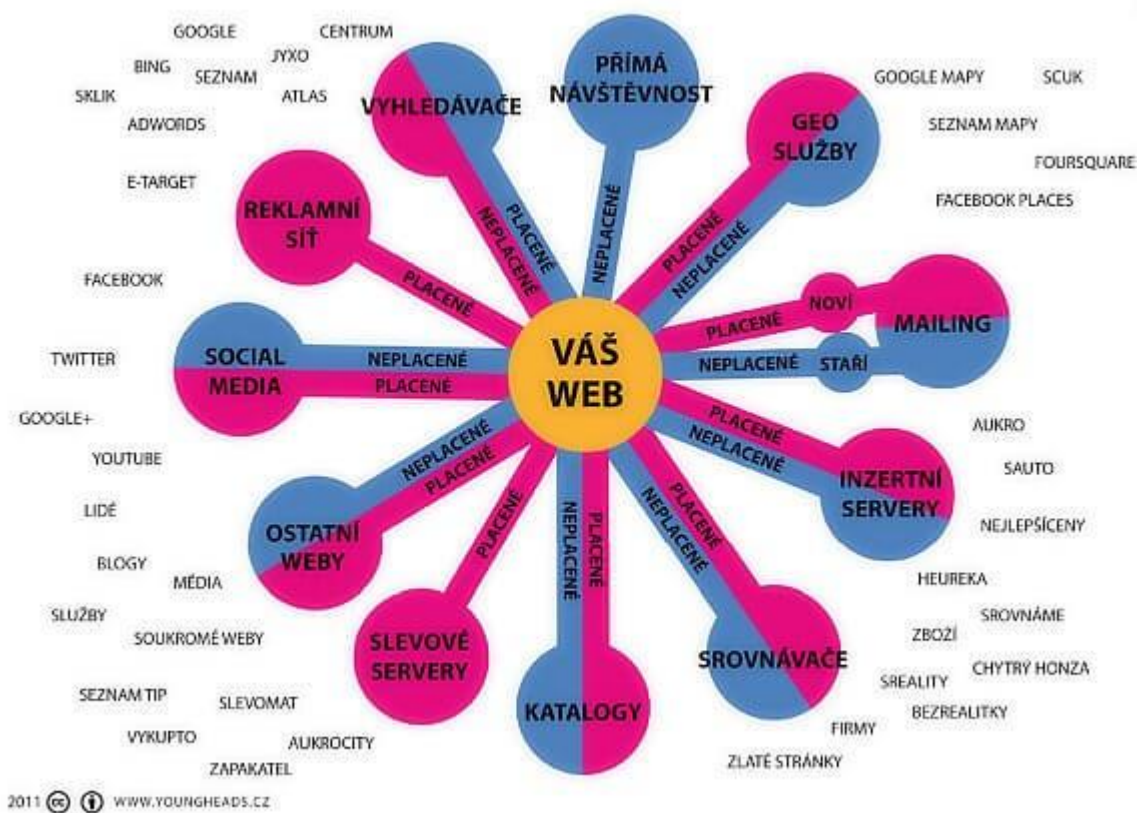 GOOGLE
CENTRUM
BING
SEZNAM
JYXO
SKLIK
ATLAS
ADWORDS
E-TARGET
VYHLEDÁVAČE
PLACENÉ
NEPLACENÉ
PŘÍMÁ
NÁVŠTĚVNOST
NEPLACENÉ
GEO
SLUŽBY
PLACENÉ
NEPLACENÉ
GOOGLE MAPY
SCUK
SEZNAM MAPY
FOURSQUARE
FACEBOOK PLACES
REKLAMNÍ
SÍŤ
PLACENÉ
MAILING
NOVÍ
PLACENÉ
STAŘÍ
NEPLACENÉ
VÁŠ
WEB
FACEBOOK
TWITTER
GOOGLE+
YOUTUBE
LIDÉ
SOCIAL
MEDIA
NEPLACENÉ
PLACENÉ
INZERTNÍ
SERVERY
PLACENÉ
NEPLACENÉ
AUKRO
SAUTO
NEJLEPŠÍCENY
OSTATNÍ
WEBY
NEPLACENÉ
PLACENÉ
BLOGY
MÉDIA
SLUŽBY
SOUKROMÉ WEBY
SLEVOVÉ
SERVERY
PLACENÉ
SEZNAM TIP
SLEVOMAT
VYKUPTO
AUKROCITY
ZAPAKATEL
KATALOGY
NEPLACENÉ
PLACENÉ
SROVNÁVAČE
PLACENÉ
NEPLACENÉ
HEUREKA
SROVNÁME
ZBOŽÍ
CHYTRÝ HONZA
SREALITY
BEZREALITKY
FIRMY
ZLATÉ STRÁNKY
2011 WWW.YOUNGHEADS.CZ